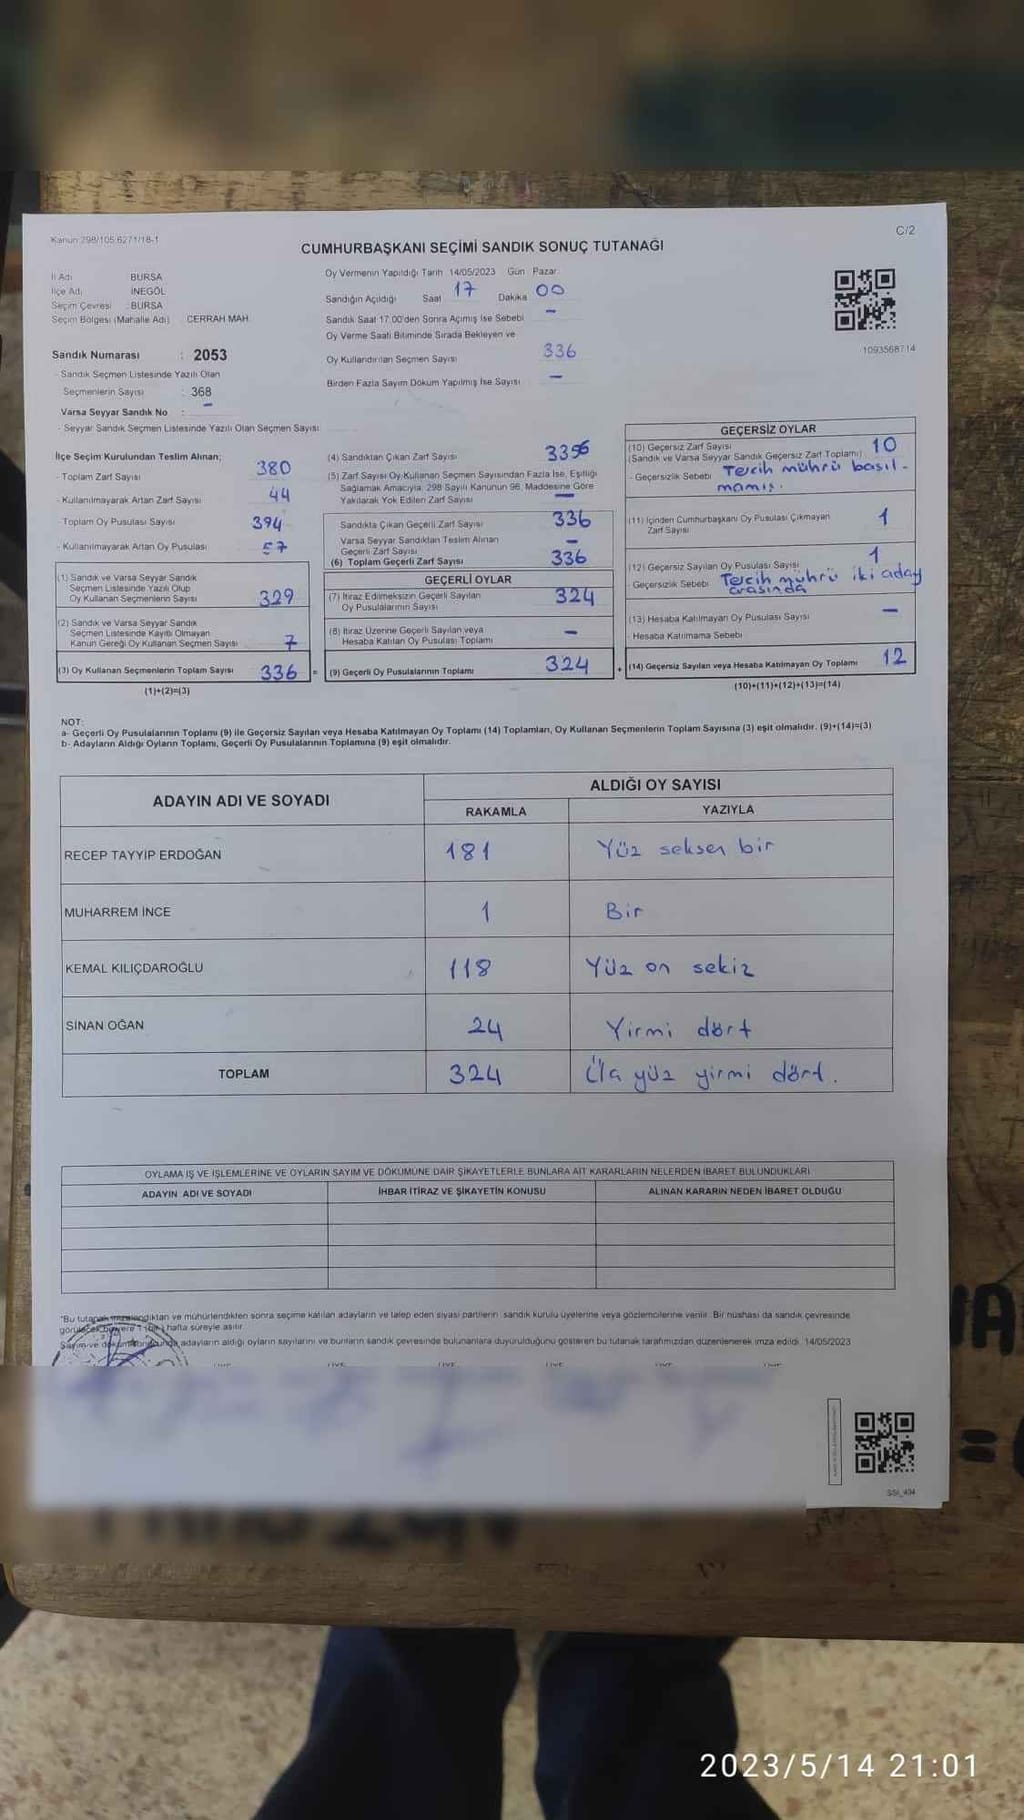 Kanun 298/105,6271/18-1
C/2
CUMHURBAŞKANI SEÇİMİ SANDIK SONUÇ TUTANAĞI
İl Adı BURSA
İlçe Adı İNEGÖL
Seçim Çevresi : BURSA
Seçim Bölgesi (Mahalle Adı) CERRAH MAH.
Sandık Numarası : 2053
- Sandık Seçmen Listesinde Yazılı Olan
Seçmenlerin Sayısı : 368
Varsa Seyyar Sandık No : -
- Seyyar Sandık Seçmen Listesinde Yazılı Olan Seçmen Sayısı
Oy Vermenin Yapıldığı Tarih 14/05/2023 Gün Pazar
Sandığın Açıldığı Saat 17 Dakika 00
Sandık Saat 17:00'den Sonra Açımış İse Sebebi -
Oy Verme Saati Bitiminde Sırada Bekleyen ve
Oy Kullandırılan Seçmen Sayısı 336
Birden Fazla Sayım Döküm Yapılmış İse Sayısı -
1093568714
İlçe Seçim Kurulundan Teslim Alınan;
- Toplam Zarf Sayısı 380
- Kullanılmayarak Artan Zarf Sayısı 44
- Toplam Oy Pusulası Sayısı 394
- Kullanılmayarak Artan Oy Pusulası 57
(1) Sandık ve Varsa Seyyar Sandık
Seçmen Listesinde Yazılı Olup
Oy Kullanan Seçmenlerin Sayısı 329
(2) Sandık ve Varsa Seyyar Sandık
Seçmen Listesinde Kayıtlı Olmayan
Kanun Gereği Oy Kullanan Seçmen Sayısı 7
(3) Oy Kullanan Seçmenlerin Toplam Sayısı 336 =
(1)+(2)=(3)
(4) Sandıktan Çıkan Zarf Sayısı
(5) Zarf Sayısı Oy Kullanan Seçmen Sayısından Fazla İse, Eşitliği
Sağlamak Amacıyla, 298 Sayılı Kanunun 98. Maddesine Göre
Yakılarak Yok Edilen Zarf Sayısı -
Sandıkta Çıkan Geçerli Zarf Sayısı 336
Varsa Seyyar Sandıktan Teslim Alınan
Geçerli Zarf Sayısı -
(6) Toplam Geçerli Zarf Sayısı 336
GEÇERLİ OYLAR
(7) İtiraz Edilmeksizin Geçerli Sayılan
Oy Pusulalarının Sayısı 324
(8) İtiraz Üzerine Geçerli Sayılan veya
Hesaba Katılan Oy Pusulası Toplamı -
(9) Geçerli Oy Pusulalarının Toplamı 324 +
GEÇERSİZ OYLAR
(10) Geçersiz Zarf Sayısı 10
(Sandık ve Varsa Seyyar Sandık Geçersiz Zarf Toplamı)
- Geçersizlik Sebebi Tercih mührü basıl-
mamış.
(11) İçinden Cumhurbaşkanı Oy Pusulası Çıkmayan
Zarf Sayısı 1
(12) Geçersiz Sayılan Oy Pusulası Sayısı 1
- Geçersizlik Sebebi Tercih mührü iki aday
arasında
(13) Hesaba Katılmayan Oy Pusulası Sayısı -
Hesaba Katılmama Sebebi
(14) Geçersiz Sayılan veya Hesaba Katılmayan Oy Toplamı 12
(10)+(11)+(12)+(13)=(14)
NOT:
a- Geçerli Oy Pusulalarının Toplamı (9) ile Geçersiz Sayılan veya Hesaba Katılmayan Oy Toplamı (14) Toplamları, Oy Kullanan Seçmenlerin Toplam Sayısına (3) eşit olmalıdır. (9)+(14)=(3)
b- Adayların Aldığı Oyların Toplamı, Geçerli Oy Pusulalarının Toplamına (9) eşit olmalıdır.
ADAYIN ADI VE SOYADI
ALDIĞI OY SAYISI
RAKAMLA YAZIYLA
RECEP TAYYİP ERDOĞAN 181 Yüz seksen bir
MUHARREM İNCE 1 Bir
KEMAL KILIÇDAROĞLU 118 Yüz on sekiz
SİNAN OĞAN 24 Yirmi dört
TOPLAM 324 Üç yüz yirmi dört.
OYLAMA İŞ VE İŞLEMLERİNE VE OYLARIN SAYIM VE DÖKÜMÜNE DAİR ŞİKAYETLERLE BUNLARA AİT KARARLARIN NELERDEN İBARET BULUNDUKLARI
ADAYIN ADI VE SOYADI İHBAR İTİRAZ VE ŞİKAYETİN KONUSU ALINAN KARARIN NEDEN İBARET OLDUĞU
"Bu tutanak imzalandıktan ve mühürlendikten sonra seçime katılan adayların ve talep eden siyasi partilerin sandık kurulu üyelerine veya gözlemcilerine verilir. Bir nüshası da sandık çevresinde
hafta süreyle asılır.
Sayım ve adayların aldığı oyların sayılarını ve bunların sandık çevresinde bulunanlara duyurulduğunu gösteren bu tutanak tarafımızdan düzenlenerek imza edildi. 14/05/2023
2023/5/14 21:01